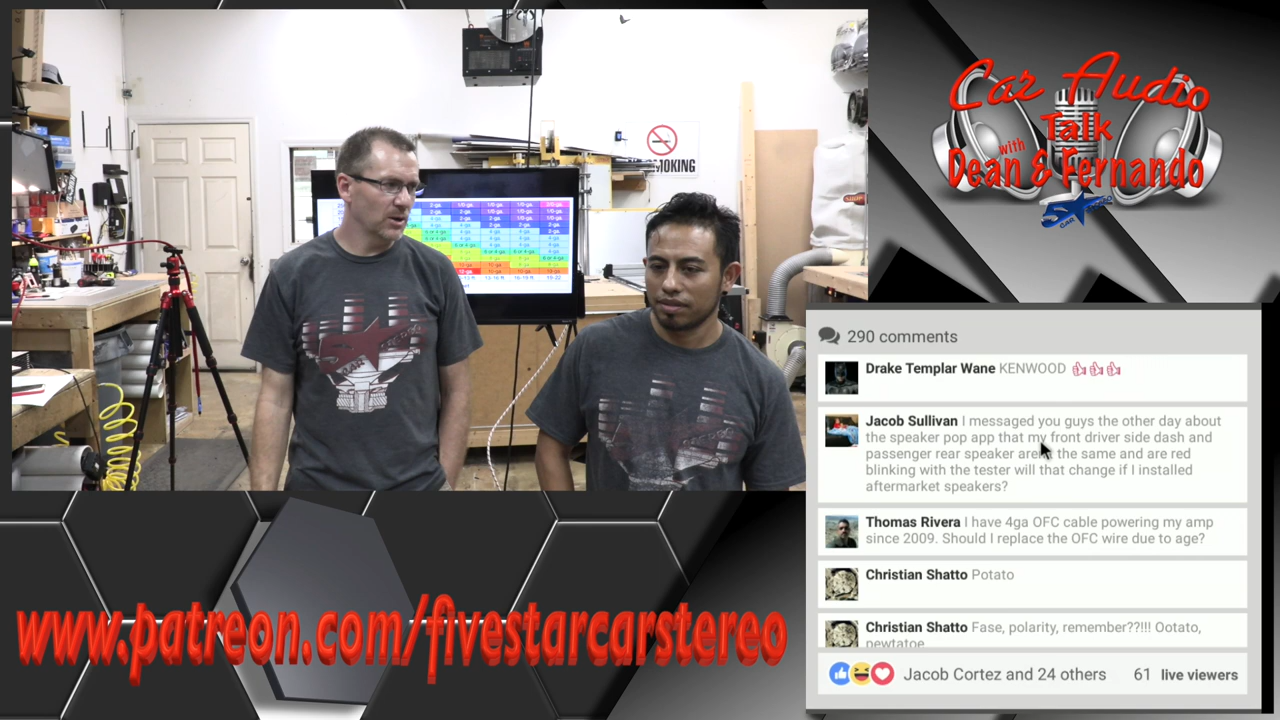 Car Audio
Talk
with
Dean & Fernando
SMOKING
290 comments
Drake Templar Wane KENWOOD
Jacob Sullivan I messaged you guys the other day about
the speaker pop app that my front driver side dash and
passenger rear speaker aren't the same and are red
blinking with the tester will that change if I installed
aftermarket speakers?
Thomas Rivera I have 4ga OFC cable powering my amp
since 2009. Should I replace the OFC wire due to age?
Christian Shatto Potato
Christian Shatto Fase, polarity, remember??!!! Ootato,
pewtatoe
Jacob Cortez and 24 others 61 live viewers
www.patreon.com/fivestarcarstereo